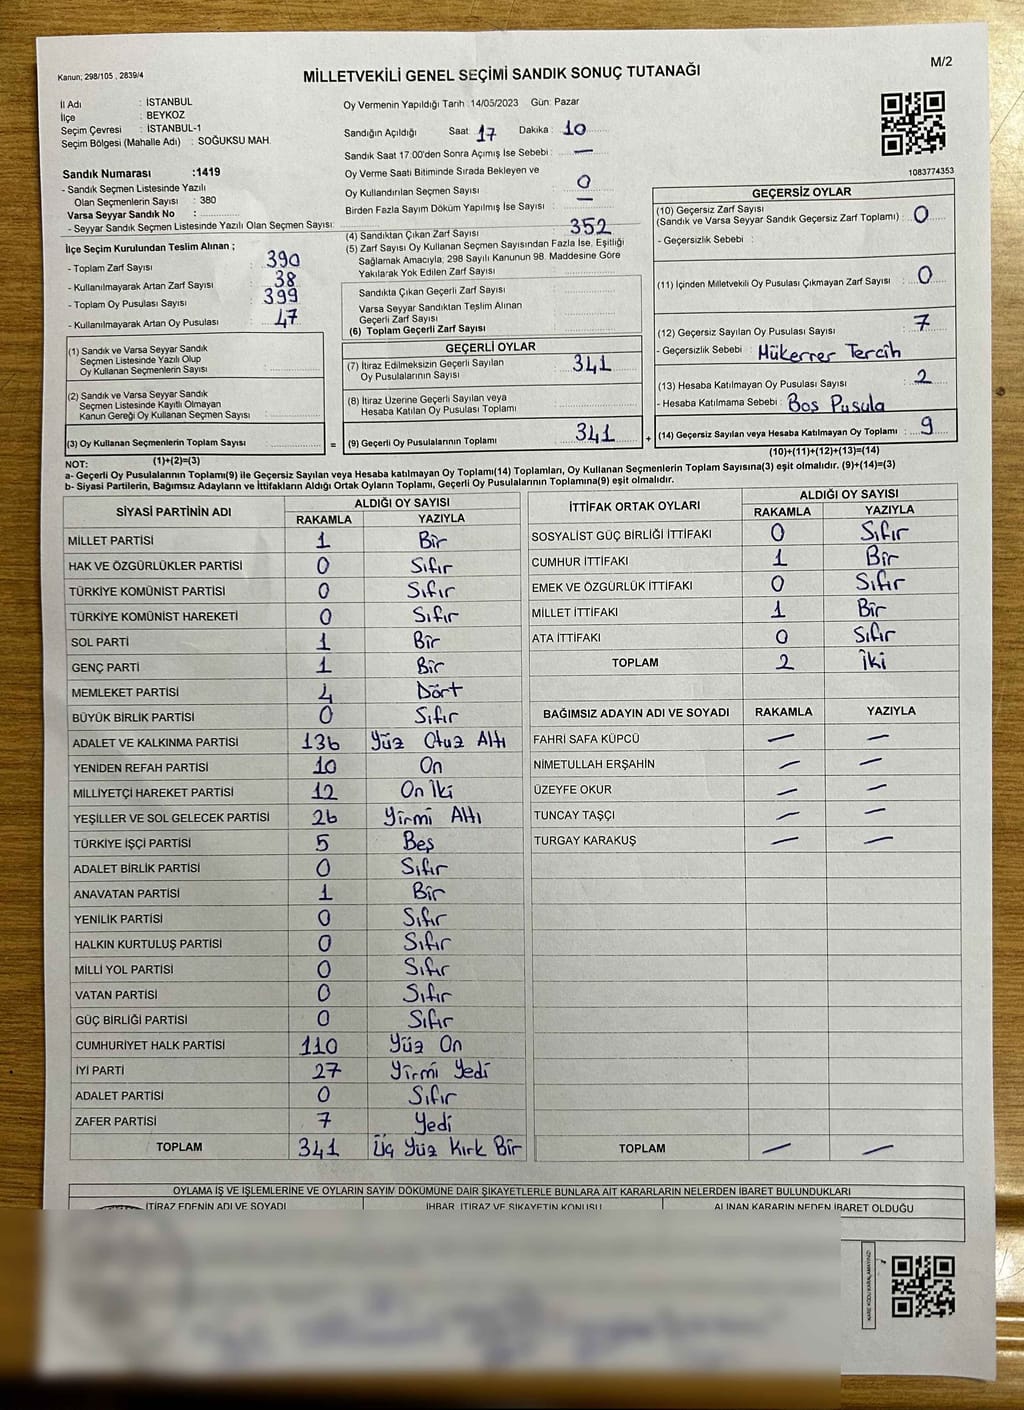 Kanun; 298/105 , 2839/4
MİLLETVEKİLİ GENEL SEÇİMİ SANDIK SONUÇ TUTANAĞI
M/2
İl Adı : İSTANBUL
İlçe : BEYKOZ
Seçim Çevresi : İSTANBUL-1
Seçim Bölgesi (Mahalle Adı) : SOĞUKSU MAH.
Sandık Numarası :1419
- Sandık Seçmen Listesinde Yazılı
Olan Seçmenlerin Sayısı : 380
Varsa Seyyar Sandık No :
- Seyyar Sandık Seçmen Listesinde Yazılı Olan Seçmen Sayısı:
İlçe Seçim Kurulundan Teslim Alınan ;
- Toplam Zarf Sayısı : 390
- Kullanılmayarak Artan Zarf Sayısı : 38
- Toplam Oy Pusulası Sayısı : 399
- Kullanılmayarak Artan Oy Pusulası : 47
(1) Sandık ve Varsa Seyyar Sandık
Seçmen Listesinde Yazılı Olup
Oy Kullanan Seçmenlerin Sayısı :
(2) Sandık ve Varsa Seyyar Sandık
Seçmen Listesinde Kayıtlı Olmayan
Kanun Gereği Oy Kullanan Seçmen Sayısı :
(3) Oy Kullanan Seçmenlerin Toplam Sayısı :
Oy Vermenin Yapıldığı Tarih : 14/05/2023 Gün: Pazar
Sandığın Açıldığı Saat : 17 Dakika : 10
Sandık Saat 17:00'den Sonra Açımış İse Sebebi : —
Oy Verme Saati Bitiminde Sırada Bekleyen ve
Oy Kullandırılan Seçmen Sayısı : 0
Birden Fazla Sayım Döküm Yapılmış İse Sayısı : —
(4) Sandıktan Çıkan Zarf Sayısı : 352
(5) Zarf Sayısı Oy Kullanan Seçmen Sayısından Fazla İse, Eşitliği
Sağlamak Amacıyla; 298 Sayılı Kanunun 98. Maddesine Göre
Yakılarak Yok Edilen Zarf Sayısı :
Sandıkta Çıkan Geçerli Zarf Sayısı :
Varsa Seyyar Sandıktan Teslim Alınan
Geçerli Zarf Sayısı :
(6) Toplam Geçerli Zarf Sayısı :
GEÇERLİ OYLAR
(7) İtiraz Edilmeksizin Geçerli Sayılan
Oy Pusulalarının Sayısı : 341
(8) İtiraz Üzerine Geçerli Sayılan veya
Hesaba Katılan Oy Pusulası Toplamı :
= (9) Geçerli Oy Pusulalarının Toplamı : 341 +
1083774353
GEÇERSİZ OYLAR
(10) Geçersiz Zarf Sayısı
(Sandık ve Varsa Seyyar Sandık Geçersiz Zarf Toplamı) : 0
- Geçersizlik Sebebi :
(11) İçinden Milletvekili Oy Pusulası Çıkmayan Zarf Sayısı : 0
(12) Geçersiz Sayılan Oy Pusulası Sayısı : 7
- Geçersizlik Sebebi : Mükerrer Tercih
(13) Hesaba Katılmayan Oy Pusulası Sayısı : 2
- Hesaba Katılmama Sebebi : Boş Pusula
(14) Geçersiz Sayılan veya Hesaba Katılmayan Oy Toplamı : 9
(10)+(11)+(12)+(13)=(14)
NOT: (1)+(2)=(3)
a- Geçerli Oy Pusulalarının Toplamı(9) ile Geçersiz Sayılan veya Hesaba katılmayan Oy Toplamı(14) Toplamları, Oy Kullanan Seçmenlerin Toplam Sayısına(3) eşit olmalıdır. (9)+(14)=(3)
b- Siyasi Partilerin, Bağımsız Adayların ve İttifakların Aldığı Ortak Oyların Toplamı, Geçerli Oy Pusulalarının Toplamına(9) eşit olmalıdır.
SİYASİ PARTİNİN ADI ALDIĞI OY SAYISI
RAKAMLA YAZIYLA
MİLLET PARTİSİ 1 Bir
HAK VE ÖZGÜRLÜKLER PARTİSİ 0 Sıfır
TÜRKİYE KOMÜNİST PARTİSİ 0 Sıfır
TÜRKİYE KOMÜNİST HAREKETİ 0 Sıfır
SOL PARTİ 1 Bir
GENÇ PARTİ 1 Bir
MEMLEKET PARTİSİ 4 Dört
BÜYÜK BİRLİK PARTİSİ 0 Sıfır
ADALET VE KALKINMA PARTİSİ 136 Yüz Otuz Altı
YENİDEN REFAH PARTİSİ 10 On
MİLLİYETÇİ HAREKET PARTİSİ 12 On İki
YEŞİLLER VE SOL GELECEK PARTİSİ 26 Yirmi Altı
TÜRKİYE İŞÇİ PARTİSİ 5 Beş
ADALET BİRLİK PARTİSİ 0 Sıfır
ANAVATAN PARTİSİ 1 Bir
YENİLİK PARTİSİ 0 Sıfır
HALKIN KURTULUŞ PARTİSİ 0 Sıfır
MİLLİ YOL PARTİSİ 0 Sıfır
VATAN PARTİSİ 0 Sıfır
GÜÇ BİRLİĞİ PARTİSİ 0 Sıfır
CUMHURİYET HALK PARTİSİ 110 Yüz On
İYİ PARTİ 27 Yirmi Yedi
ADALET PARTİSİ 0 Sıfır
ZAFER PARTİSİ 7 Yedi
TOPLAM 341 Üç Yüz Kırk Bir
İTTİFAK ORTAK OYLARI ALDIĞI OY SAYISI
RAKAMLA YAZIYLA
SOSYALİST GÜÇ BİRLİĞİ İTTİFAKI 0 Sıfır
CUMHUR İTTİFAKI 1 Bir
EMEK VE ÖZGÜRLÜK İTTİFAKI 0 Sıfır
MİLLET İTTİFAKI 1 Bir
ATA İTTİFAKI 0 Sıfır
TOPLAM 2 İki
BAĞIMSIZ ADAYIN ADI VE SOYADI RAKAMLA YAZIYLA
FAHRİ SAFA KÜPCÜ — —
NİMETULLAH ERŞAHİN — —
ÜZEYFE OKUR — —
TUNCAY TAŞÇI — —
TURGAY KARAKUŞ — —
TOPLAM — —
OYLAMA İŞ VE İŞLEMLERİNE VE OYLARIN SAYIM DÖKÜMÜNE DAİR ŞİKAYETLERLE BUNLARA AİT KARARLARIN NELERDEN İBARET BULUNDUKLARI
İTİRAZ EDENİN ADI VE SOYADI İHBAR, İTİRAZ VE ŞİKAYETİN KONUSU ALINAN KARARIN NEDEN İBARET OLDUĞU